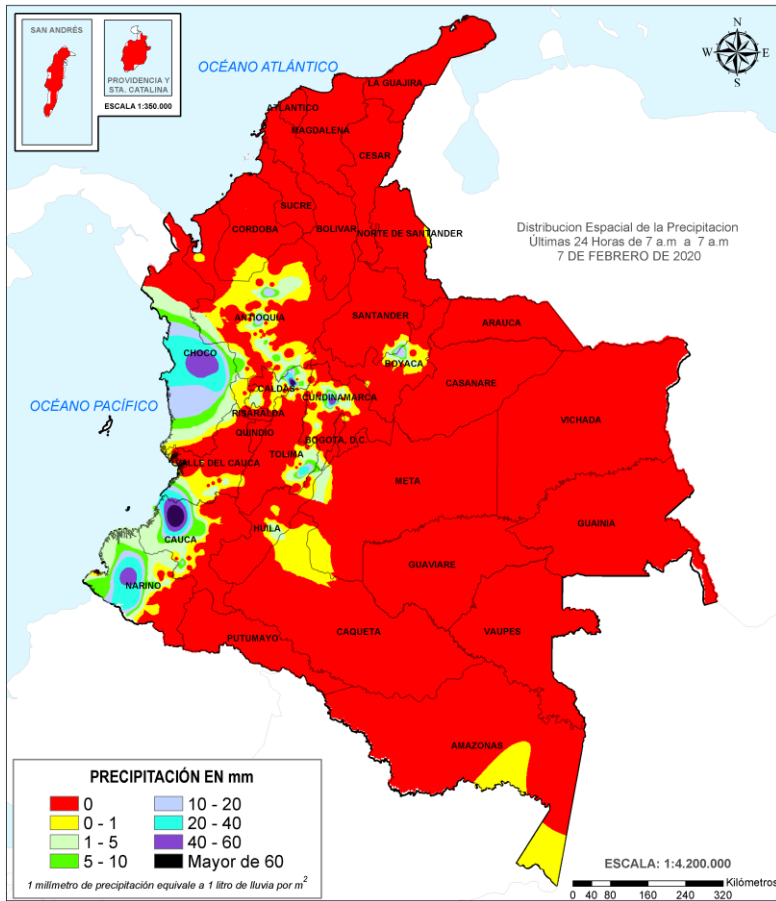 SAN ANDRÉS
PROVIDENCIA Y
STA. CATALINA
ESCALA 1:350.000
OCÉANO ATLÁNTICO
N
W
E
S
LA GUAJIRA
ATLANTICO
MAGDALENA
CESAR
SUCRE
CORDOBA
BOLIVAR
NORTE DE SANTANDER
Distribucion Espacial de la Precipitacion
Últimas 24 Horas de 7 a.m a 7 a.m
7 DE FEBRERO DE 2020
ANTIOQUIA
SANTANDER
ARAUCA
CHOCO
BOYACA
CALDAS
CASANARE
CUNDINAMARCA
OCÉANO PACÍFICO
RISARALDA
VICHADA
QUINDIO
BOGOTA, D.C.
TOLIMA
VALLE DEL CAUCA
META
GUAINIA
HUILA
CAUCA
GUAVIARE
NARIÑO
CAQUETA
VAUPES
PUTUMAYO
AMAZONAS
PRECIPITACIÓN EN mm
0
10 - 20
0 - 1
20 - 40
1 - 5
40 - 60
5 - 10
Mayor de 60
1 milímetro de precipitación equivale a 1 litro de lluvia por m²
ESCALA: 1:4.200.000
Kilómetros
0 40 80 160 240 320